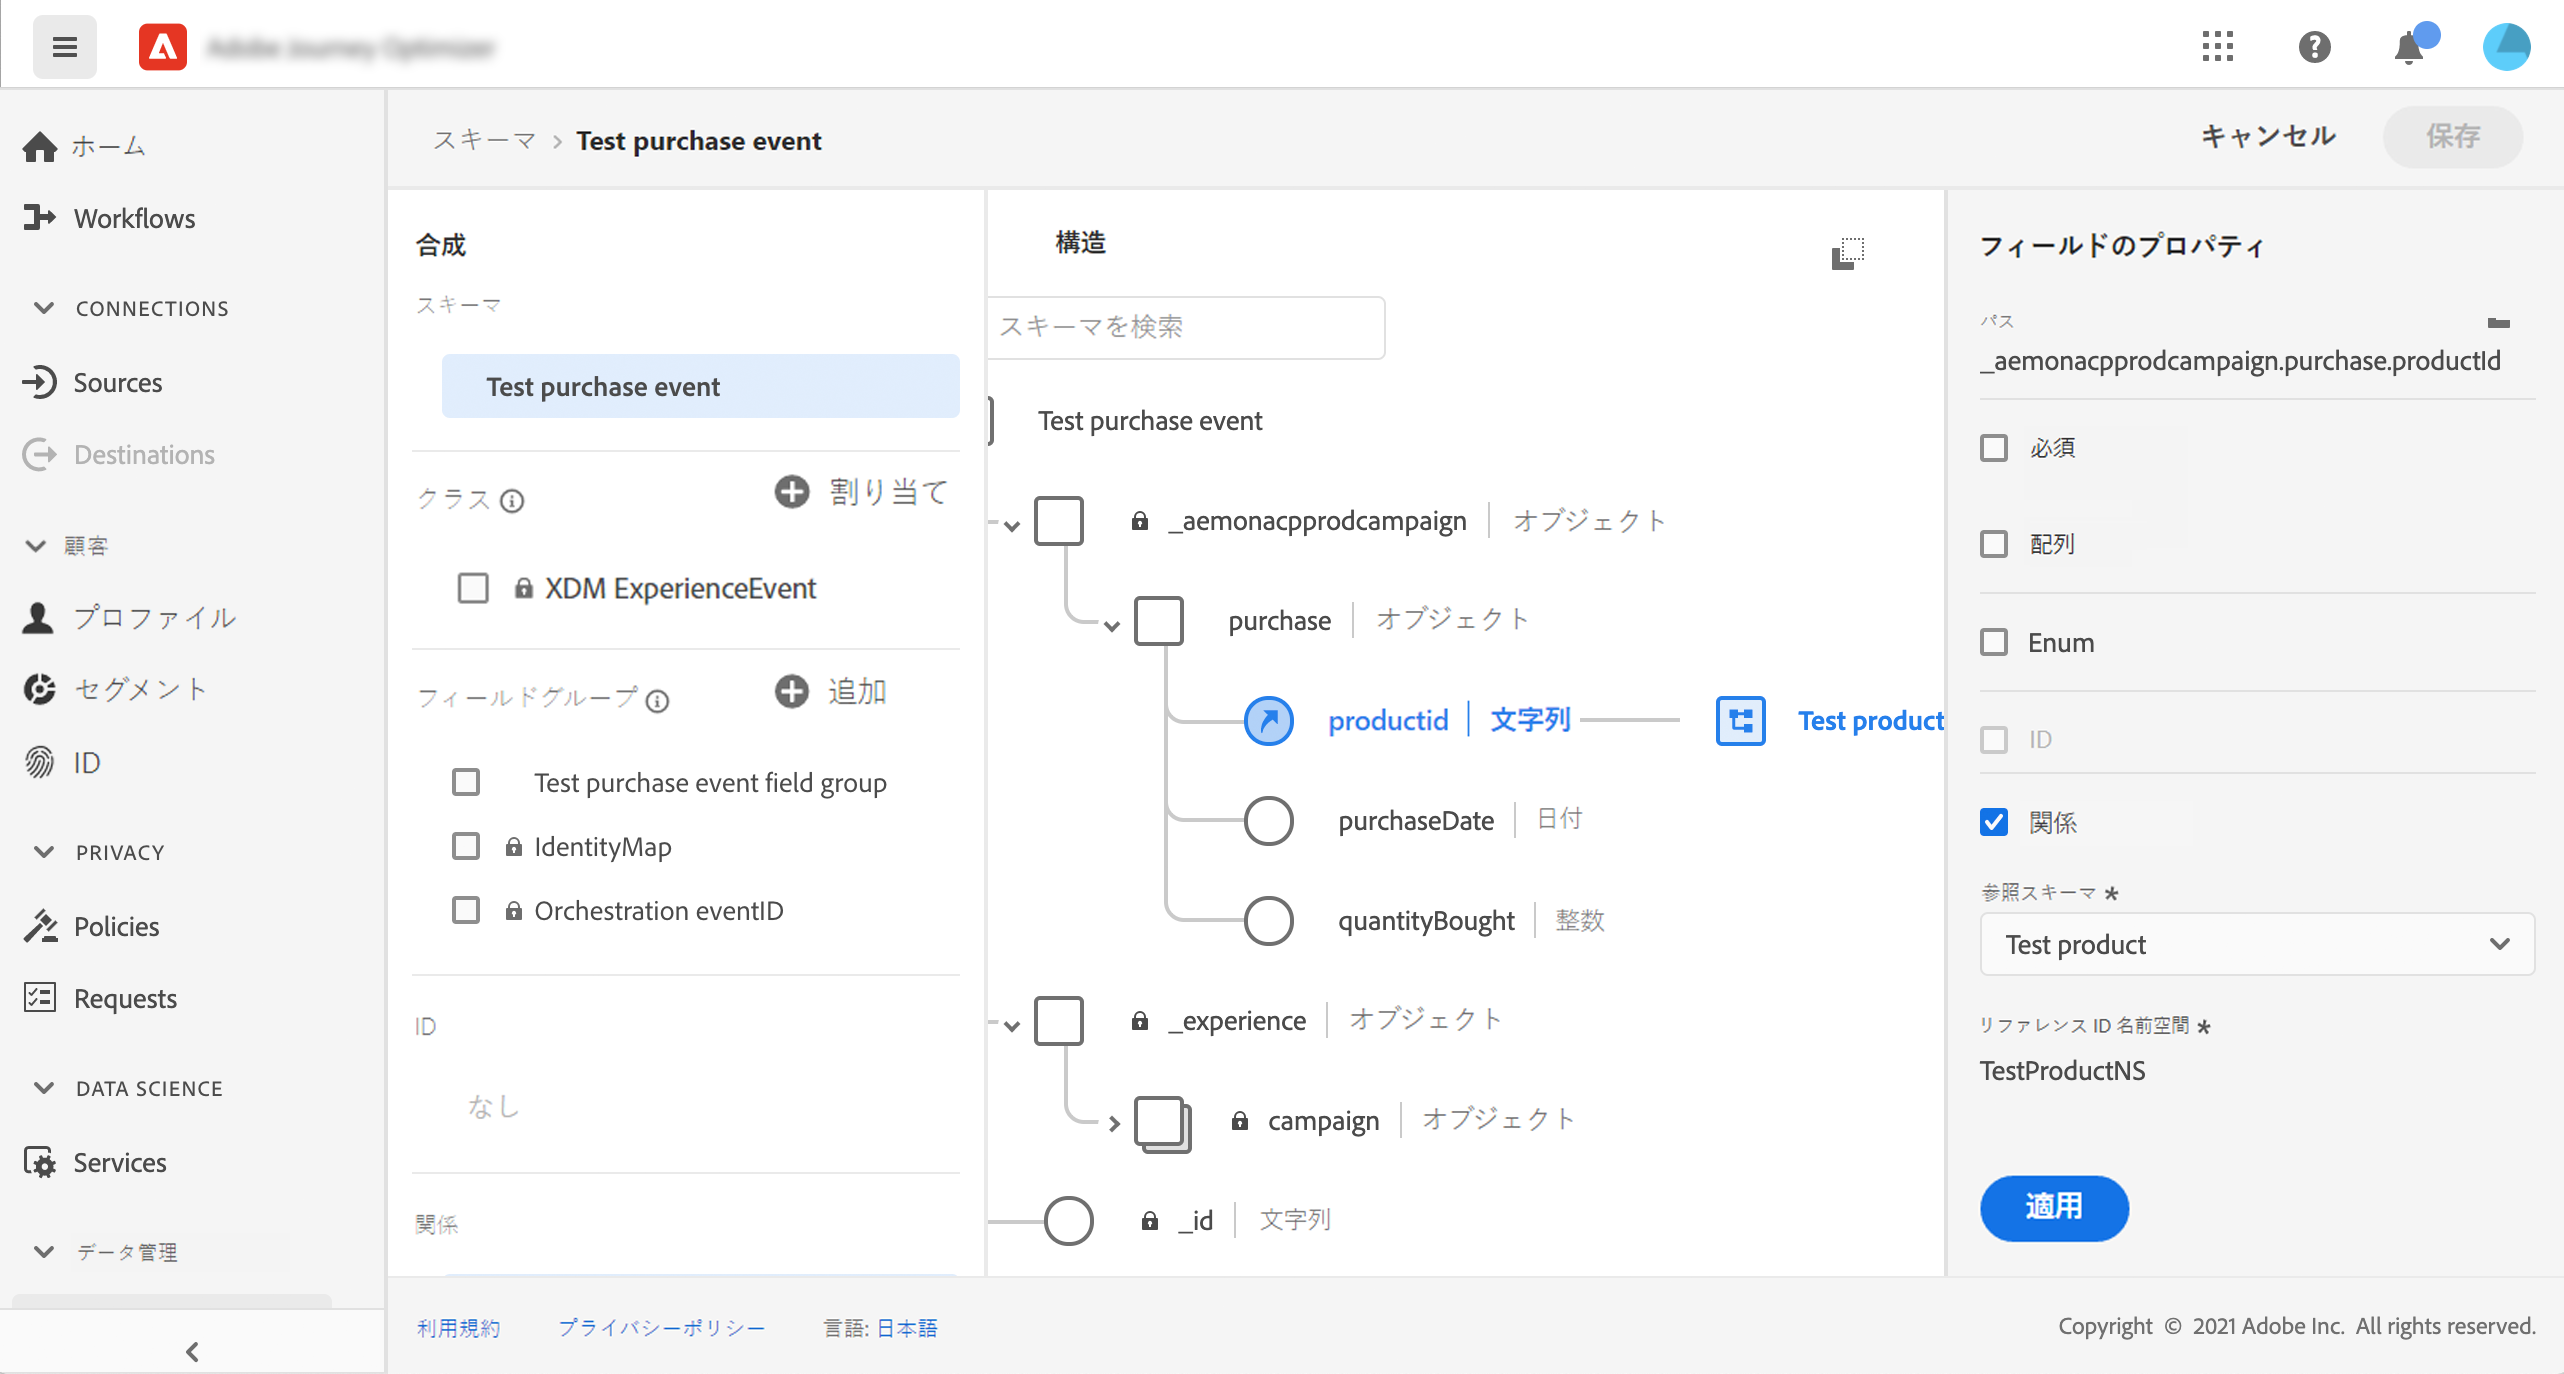 ホーム
Workflows
CONNECTIONS
Sources
Destinations
顧客
プロファイル
セグメント
ID
PRIVACY
Policies
Requests
DATA SCIENCE
Services
データ管理
スキーマ > Test purchase event
キャンセル
保存
合成
スキーマ
Test purchase event
クラス
割り当て
XDM ExperienceEvent
フィールドグループ
追加
Test purchase event field group
IdentityMap
Orchestration eventID
ID
なし
関係
構造
スキーマを検索
Test purchase event
_aemonacpprodcampaign | オブジェクト
purchase | オブジェクト
productid | 文字列
Test product
purchaseDate | 日付
quantityBought | 整数
_experience | オブジェクト
campaign | オブジェクト
_id | 文字列
フィールドのプロパティ
パス
_aemonacpprodcampaign.purchase.productId
必須
配列
Enum
ID
関係
参照スキーマ *
Test product
リファレンス ID 名前空間 *
TestProductNS
適用
利用規約
プライバシーポリシー
言語: 日本語
Copyright © 2021 Adobe Inc. All rights reserved.